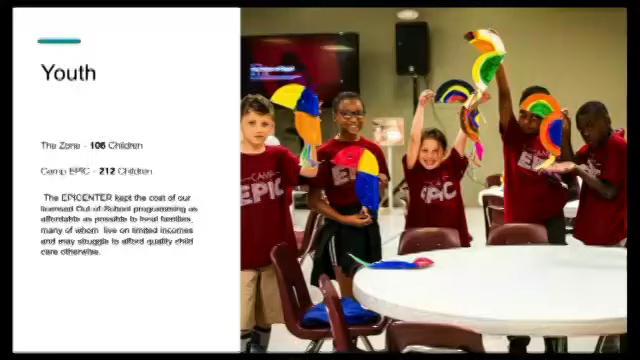 Youth
The Zone - 106 Children
Camp EPIC - 212 Children
The EPICENTER kept the cost of our
licensed Out-of-School programming as
affordable as possible to local families,
many of whom live on limited incomes
and may struggle to afford quality child
care otherwise.
EPIC
EPIC
CAMP
EPIC
EPIC